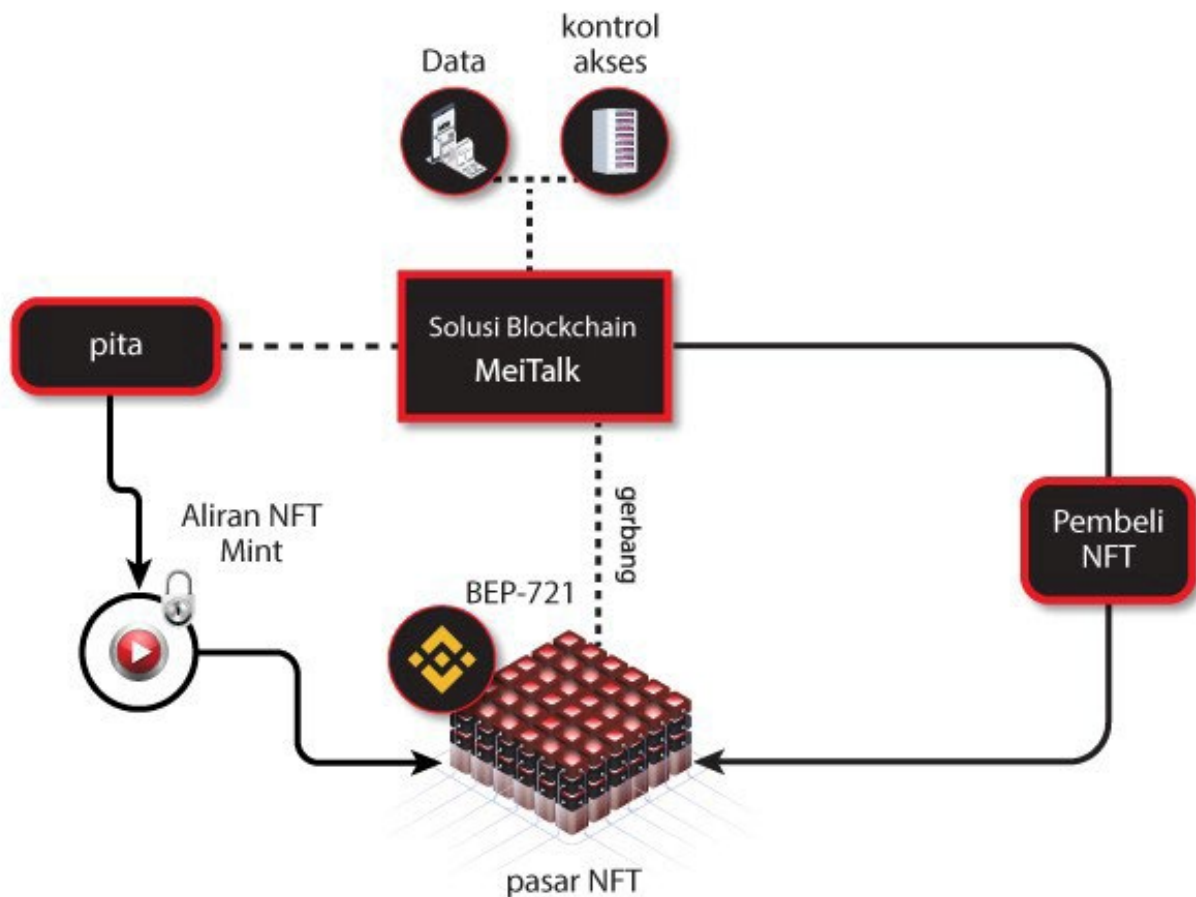 kontrol
akses
Data
Solusi Blockchain
MeiTalk
pita
gerbang
Aliran NFT
Mint
Pembeli
NFT
BEP-721
pasar NFT